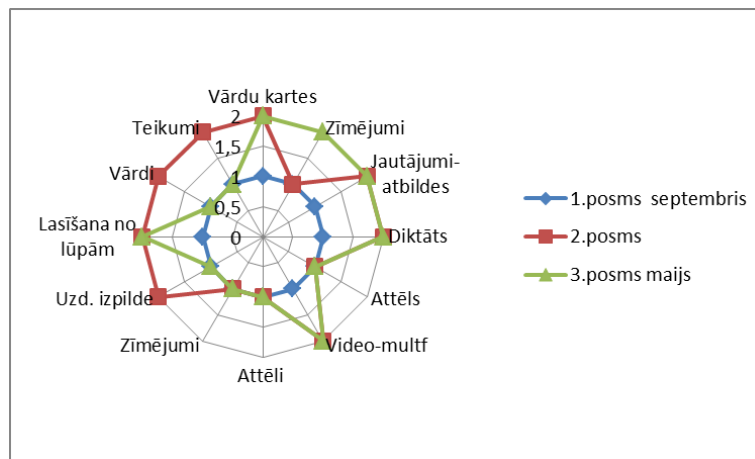 Vārdu kartes
Zīmējumi
Jautājumi-
atbildes
Diktāts
Attēls
Video-multf
Attēli
Zīmējumi
Uzd. izpilde
Lasīšana no
lūpām
Vārdi
Teikumi
2
1,5
1
0,5
0
1.posms septembris
2.posms
3.posms maijs